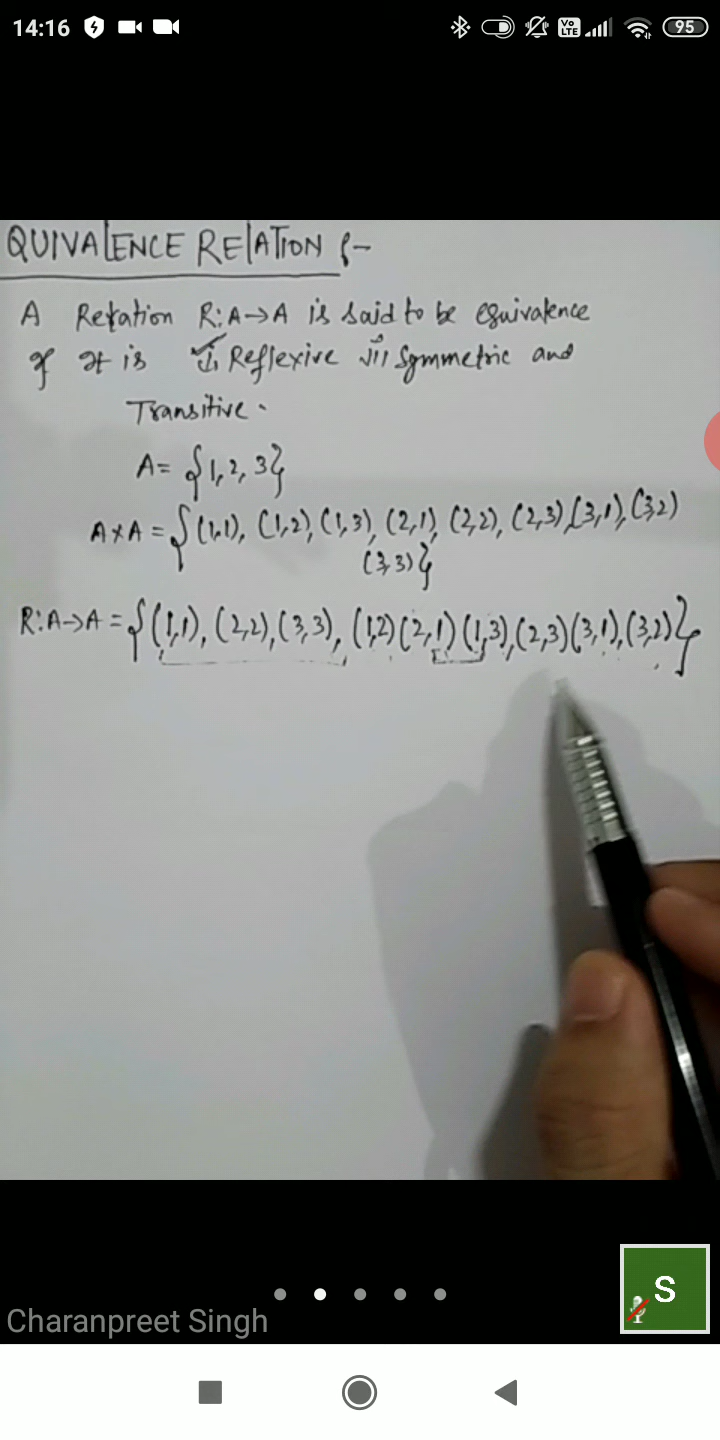 14:16
Vo LTE
95
QUIVALENCE RELATION :-
A Relation R:A→A is said to be equivalence
if It is i, Reflexive ii Symmetric and
Transitive.
A= {1, 2, 3}
A×A = {(1,1), (1,2), (1,3), (2,1), (2,2), (2,3), (3,1), (3,2)
(3,3)}
R:A→A = {(1,1), (2,2), (3,3), (1,2) (2,1) (1,3), (2,3) (3,1), (3,2)}
S
Charanpreet Singh